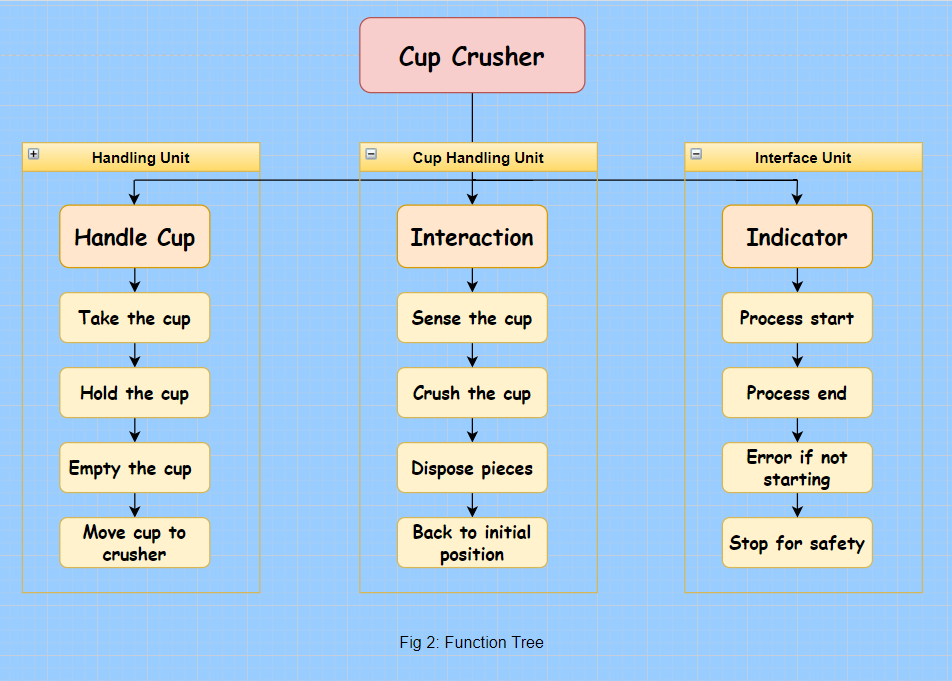 Cup Crusher
Handling Unit
Cup Handling Unit
Interface Unit
Handle Cup
Interaction
Indicator
Take the cup
Sense the cup
Process start
Hold the cup
Crush the cup
Process end
Empty the cup
Dispose pieces
Error if not
starting
Move cup to
crusher
Back to initial
position
Stop for safety
Fig 2: Function Tree